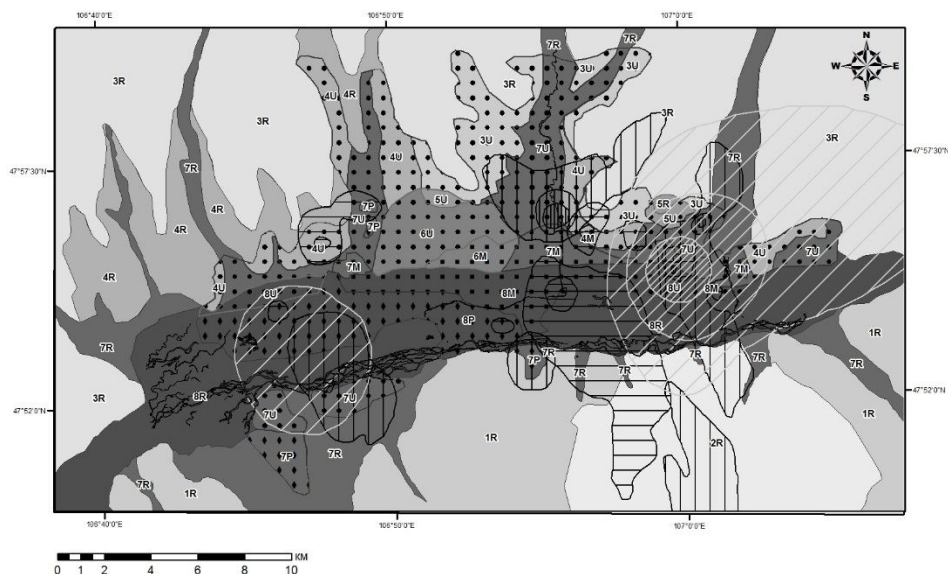 106°40'0"E 106°50'0"E 107°0'0"E
N
W E
S
47°57'30"N 47°57'30"N
47°52'0"N 47°52'0"N
7R 7R
3U 3U
3R 3R
4U 4R
3R 3R
3R
3U
7R
7U
7R
4U 4U
4R 4R
5U
7P
7U
7P
5R 3U
3U 5U
6U
4U
4M
7U
4R
6M 7M
7M
7M 4U 7U
4U 8U
8M
8U 8M
8P
8R
1R
7R
7P 7R
7R
7R 7R 7R
7R
3R
8R
7U 7U
1R
1R
2R
7P 7R
7R 1R
106°40'0"E 106°50'0"E 107°0'0"E
KM
0 1 2 4 6 8 10